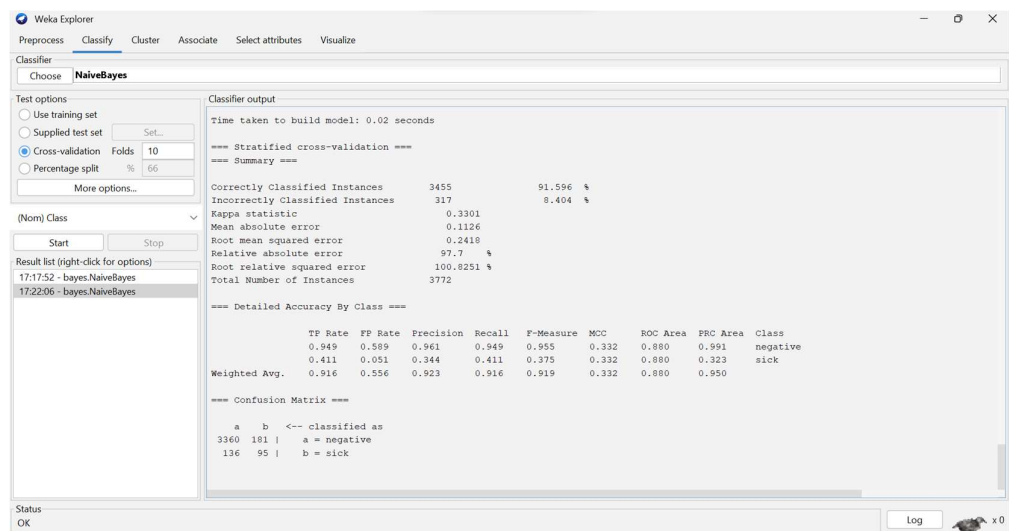 Weka Explorer
Preprocess Classify Cluster Associate Select attributes Visualize
Classifier
Choose NaiveBayes
Test options
Use training set
Supplied test set Set...
Cross-validation Folds 10
Percentage split % 66
More options...
(Nom) Class
Start Stop
Result list (right-click for options)
17:17:52 - bayes.NaiveBayes
17:22:06 - bayes.NaiveBayes
Classifier output
Time taken to build model: 0.02 seconds
=== Stratified cross-validation ===
=== Summary ===
Correctly Classified Instances 3455 91.596 %
Incorrectly Classified Instances 317 8.404 %
Kappa statistic 0.3301
Mean absolute error 0.1126
Root mean squared error 0.2418
Relative absolute error 97.7 %
Root relative squared error 100.8251 %
Total Number of Instances 3772
=== Detailed Accuracy By Class ===
TP Rate FP Rate Precision Recall F-Measure MCC ROC Area PRC Area Class
0.949 0.589 0.961 0.949 0.955 0.332 0.880 0.991 negative
0.411 0.051 0.344 0.411 0.375 0.332 0.880 0.323 sick
Weighted Avg. 0.916 0.556 0.923 0.916 0.919 0.332 0.880 0.950
=== Confusion Matrix ===
a b <-- classified as
3360 181 | a = negative
136 95 | b = sick
Status
OK
Log x 0